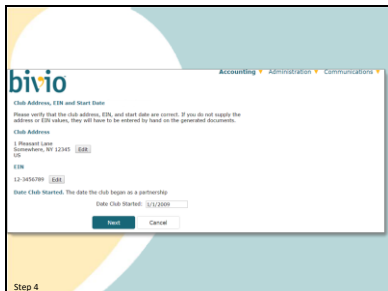 bivio
Accounting Administration Communications
Club Address, EIN and Start Date
Please verify that the club address, EIN, and start date are correct. If you do not supply the
address or EIN values, they will have to be entered by hand on the generated documents.
Club Address
1 Pleasant Lane
Somewhere, NY 12345 Edit
US
EIN
12-3456789 Edit
Date Club Started. The date the club began as a partnership
Date Club Started: 1/1/2009
Next Cancel
Step 4